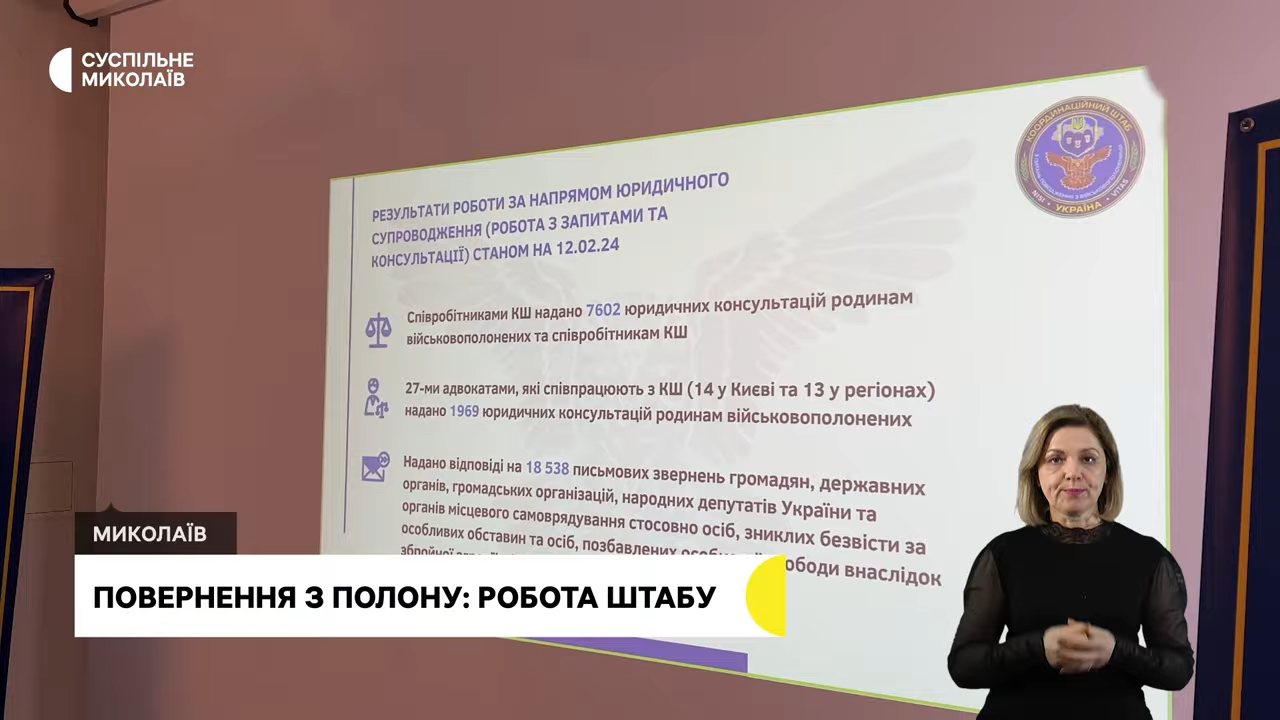 СУСПІЛЬНЕ
МИКОЛАЇВ
КООРДИНАЦІЙНИЙ ШТАБ
УКРАЇНА
РЕЗУЛЬТАТИ РОБОТИ ЗА НАПРЯМОМ ЮРИДИЧНОГО
СУПРОВОДЖЕННЯ (РОБОТА З ЗАПИТАМИ ТА
КОНСУЛЬТАЦІЇ) СТАНОМ НА 12.02.24
Співробітниками КШ надано 7602 юридичних консультацій родинам
військовополонених та співробітникам КШ
27-ми адвокатами, які співпрацюють з КШ (14 у Києві та 13 у регіонах)
надано 1969 юридичних консультацій родинам військовополонених
Надано відповіді на 18 538 письмових звернень громадян, державних
органів, громадських організацій, народних депутатів України та
органів місцевого самоврядування стосовно осіб, зниклих безвісти за
особливих обставин та осіб, позбавлених внаслідок
МИКОЛАЇВ
ПОВЕРНЕННЯ З ПОЛОНУ: РОБОТА ШТАБУ